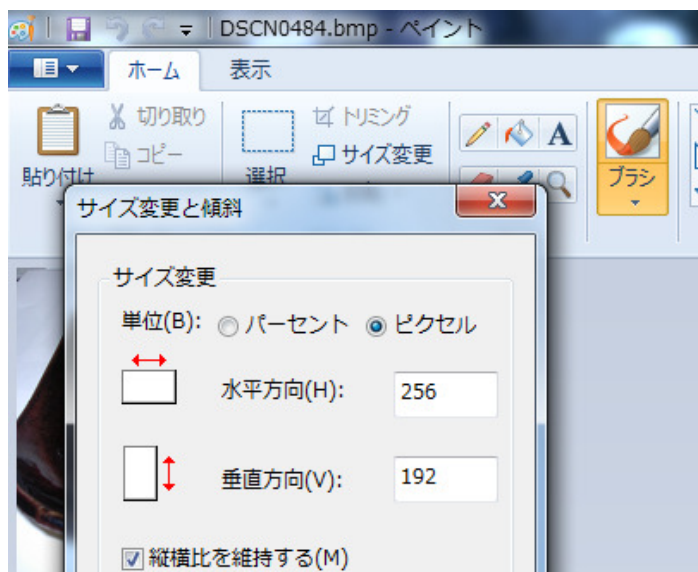 DSCN0484.bmp - ペイント
ホーム 表示
切り取り
コピー
貼り付け
選択
トリミング
サイズ変更
A
ブラシ
サイズ変更と傾斜
サイズ変更
単位(B): パーセント ピクセル
水平方向(H): 256
垂直方向(V): 192
縦横比を維持する(M)